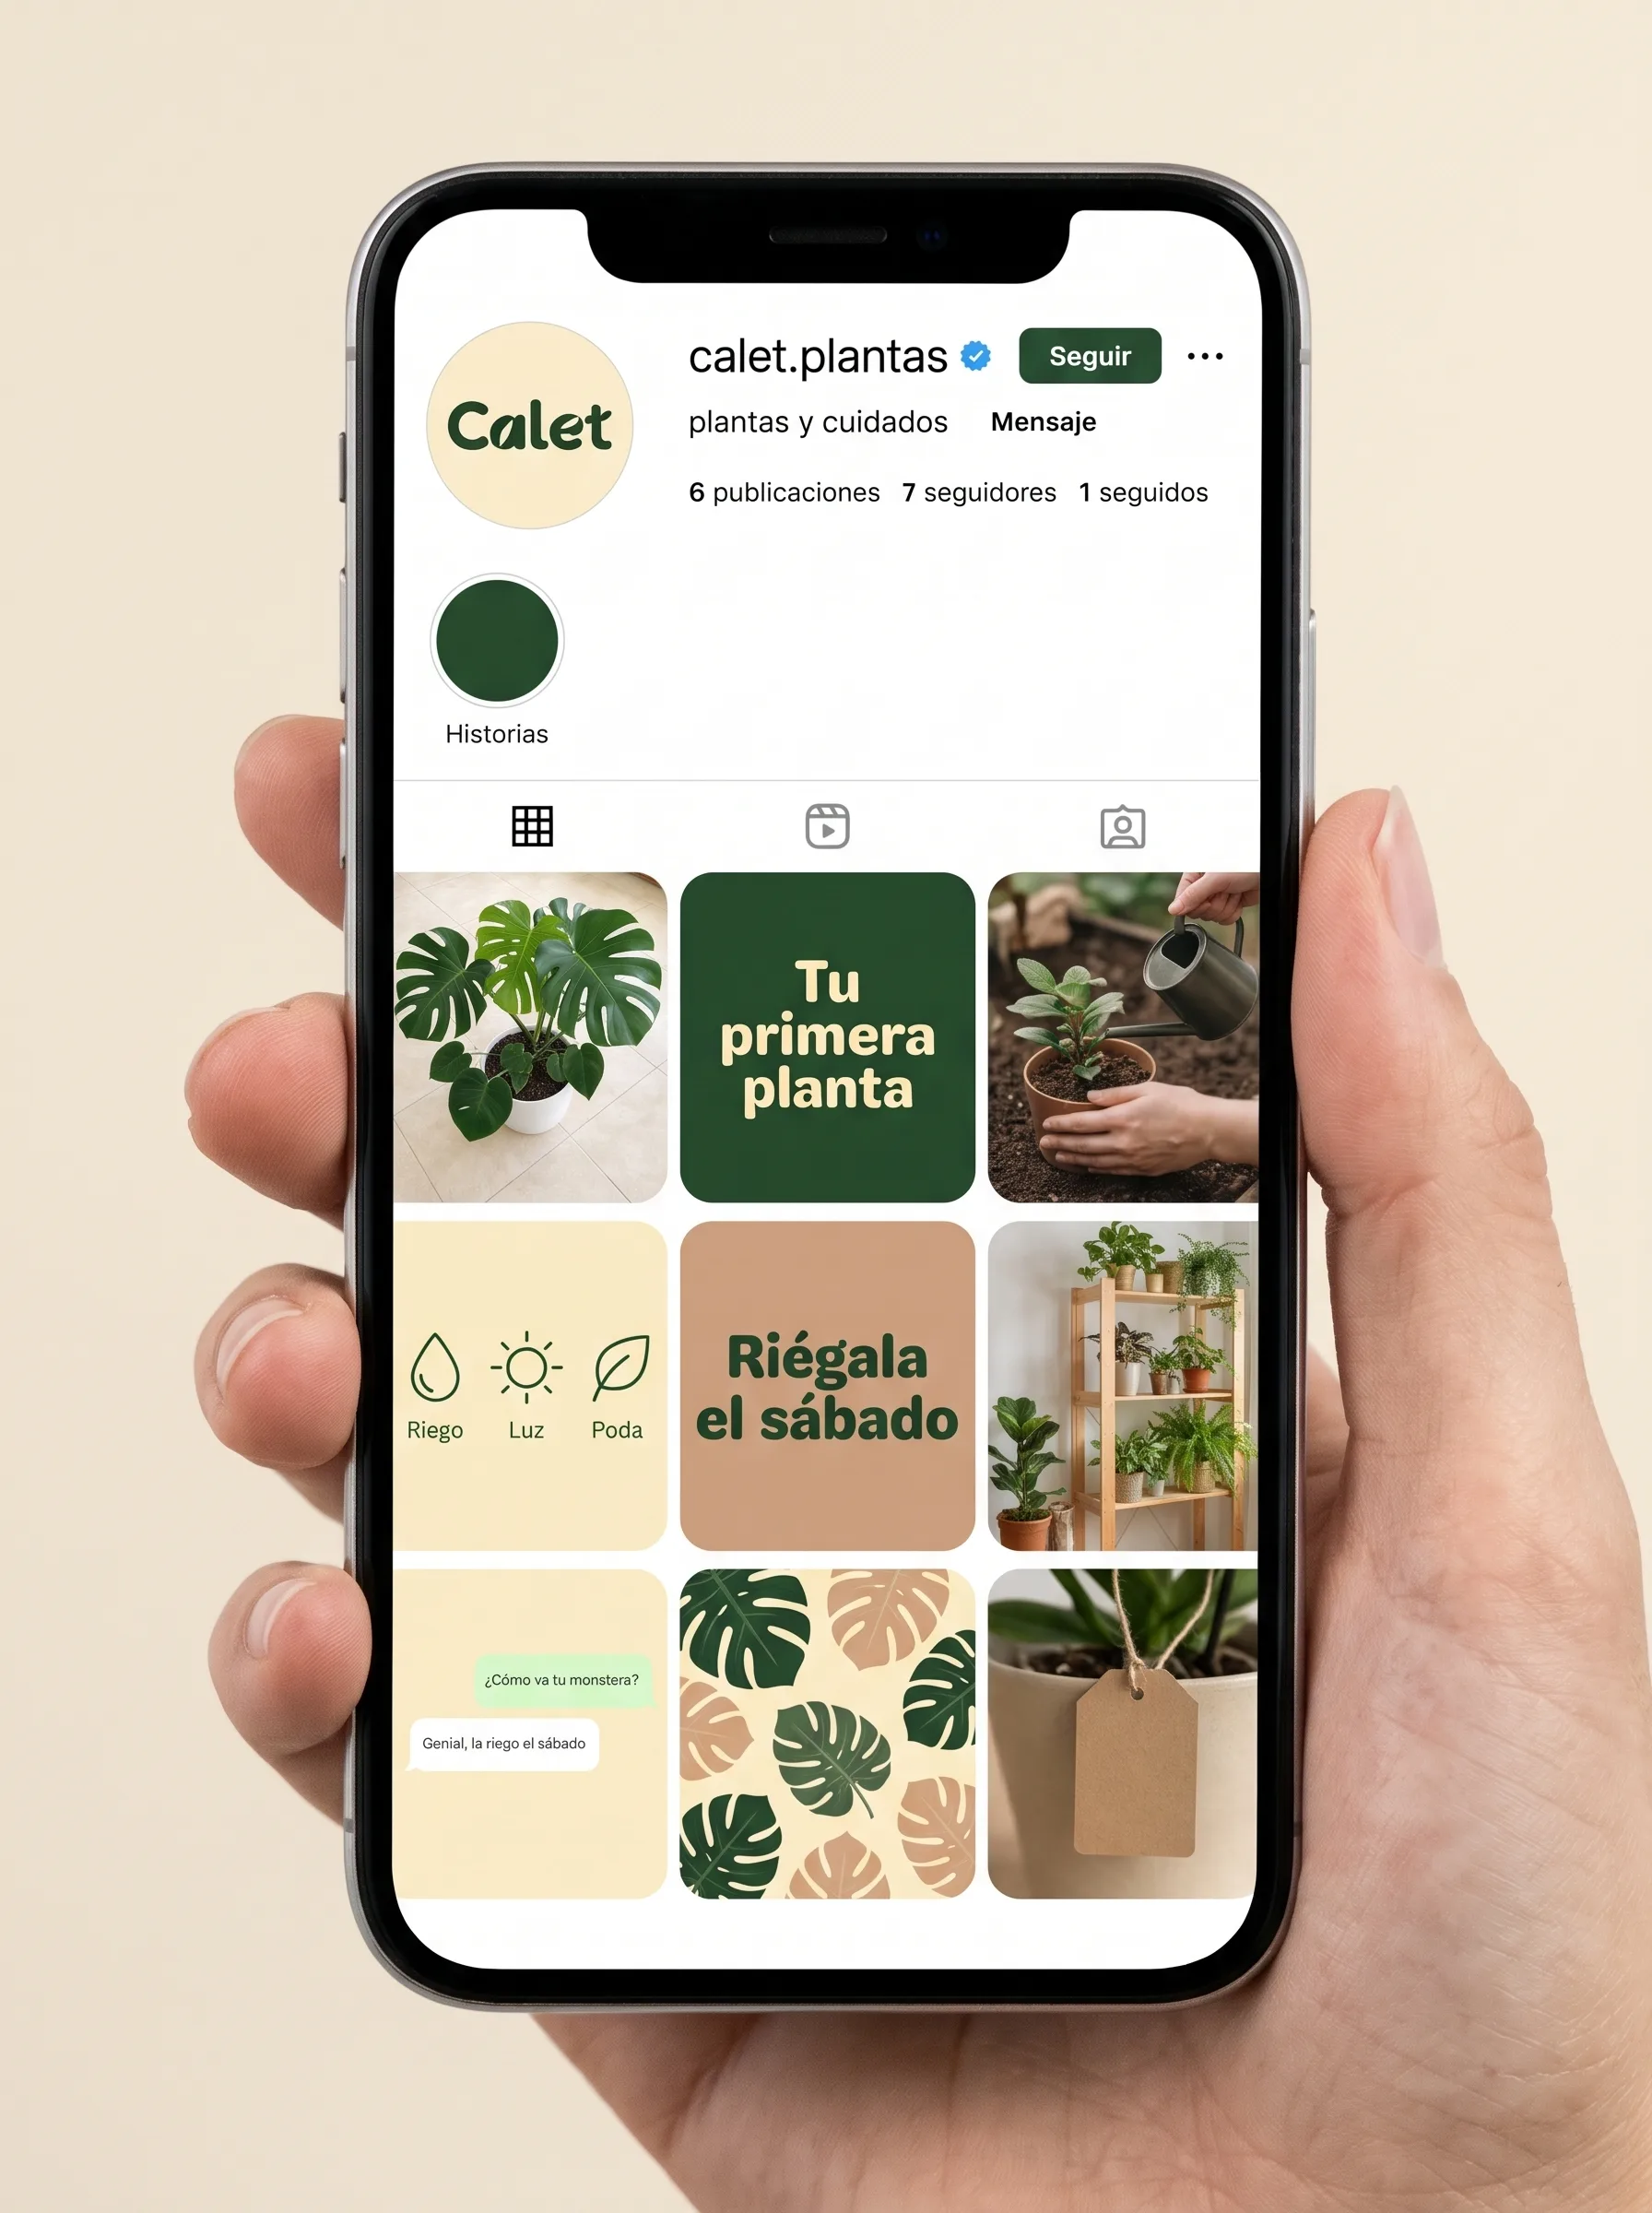 Calet
calet.plantas
Seguir
plantas y cuidados
Mensaje
6 publicaciones 7 seguidores 1 seguidos
Historias
Tu
primera
planta
Riego
Luz
Poda
Riégala
el sábado
¿Cómo va tu monstera?
Genial, la riego el sábado